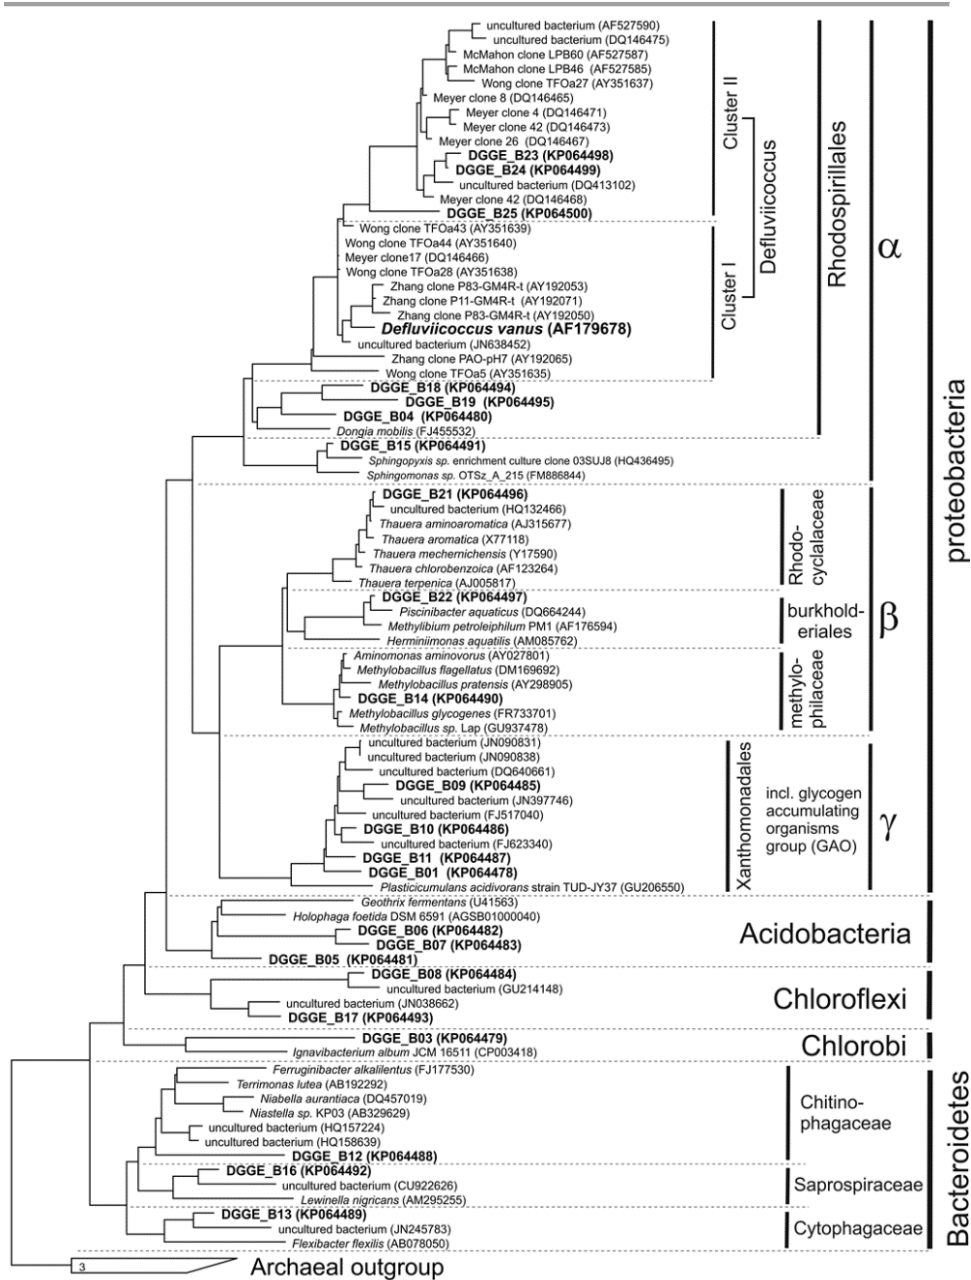 uncultured bacterium (AF527590)
uncultured bacterium (DQ146475)
McMahon clone LPB60 (AF527587)
McMahon clone LPB46 (AF527585)
Wong clone TFOa27 (AY351637)
Meyer clone 8 (DQ146465)
Meyer clone 4 (DQ146471)
Meyer clone 42 (DQ146473)
Meyer clone 26 (DQ146467)
DGGE_B23 (KP064498)
DGGE_B24 (KP064499)
uncultured bacterium (DQ413102)
Meyer clone 42 (DQ146468)
DGGE_B25 (KP064500)
Cluster II
Wong clone TFOa43 (AY351639)
Wong clone TFOa44 (AY351640)
Meyer clone17 (DQ146466)
Wong clone TFOa28 (AY351638)
Zhang clone P83-GM4R-t (AY192053)
Zhang clone P11-GM4R-t (AY192071)
Zhang clone P83-GM4R-t (AY192050)
Defluviicoccus vanus (AF179678)
uncultured bacterium (JN638452)
Zhang clone PAO-pH7 (AY192065)
Wong clone TFOa5 (AY351635)
Cluster I
Defluviicoccus
DGGE_B18 (KP064494)
DGGE_B19 (KP064495)
DGGE_B04 (KP064480)
Dongia mobilis (FJ455532)
Rhodospirillales
DGGE_B15 (KP064491)
Sphingopyxis sp. enrichment culture clone 03SUJ8 (HQ436495)
Sphingomonas sp. OTSz_A_215 (FM886844)
α
DGGE_B21 (KP064496)
uncultured bacterium (HQ132466)
Thauera aminoaromatica (AJ315677)
Thauera aromatica (X77118)
Thauera mechernichensis (Y17590)
Thauera chlorobenzoica (AF123264)
Thauera terpenica (AJ005817)
Rhodo-
cyclalaceae
DGGE_B22 (KP064497)
Piscinibacter aquaticus (DQ664244)
Methylibium petroleiphilum PM1 (AF176594)
Herminiimonas aquatilis (AM085762)
burkhold-
eriales
Aminomonas aminovorus (AY027801)
Methylobacillus flagellatus (DM169692)
Methylobacillus pratensis (AY298905)
DGGE_B14 (KP064490)
Methylobacillus glycogenes (FR733701)
Methylobacillus sp. Lap (GU937478)
methylo-
philaceae
β
uncultured bacterium (JN090831)
uncultured bacterium (JN090838)
uncultured bacterium (DQ640661)
DGGE_B09 (KP064485)
uncultured bacterium (JN397746)
uncultured bacterium (FJ517040)
DGGE_B10 (KP064486)
uncultured bacterium (FJ623340)
DGGE_B11 (KP064487)
DGGE_B01 (KP064478)
Plasticicumulans acidivorans strain TUD-JY37 (GU206550)
Xanthomonadales
incl. glycogen
accumulating
organisms
group (GAO)
γ
proteobacteria
Geothrix fermentans (U41563)
Holophaga foetida DSM 6591 (AGSB01000040)
DGGE_B06 (KP064482)
DGGE_B07 (KP064483)
DGGE_B05 (KP064481)
Acidobacteria
DGGE_B08 (KP064484)
uncultured bacterium (GU214148)
uncultured bacterium (JN038662)
DGGE_B17 (KP064493)
Chloroflexi
DGGE_B03 (KP064479)
Ignavibacterium album JCM 16511 (CP003418)
Chlorobi
Ferruginibacter alkalilentus (FJ177530)
Terrimonas lutea (AB192292)
Niabella aurantiaca (DQ457019)
Niastella sp. KP03 (AB329629)
uncultured bacterium (HQ157224)
uncultured bacterium (HQ158639)
DGGE_B12 (KP064488)
Chitino-
phagaceae
DGGE_B16 (KP064492)
uncultured bacterium (CU922626)
Lewinella nigricans (AM295255)
Saprospiraceae
DGGE_B13 (KP064489)
uncultured bacterium (JN245783)
Flexibacter flexilis (AB078050)
Cytophagaceae
Bacteroidetes
3
Archaeal outgroup